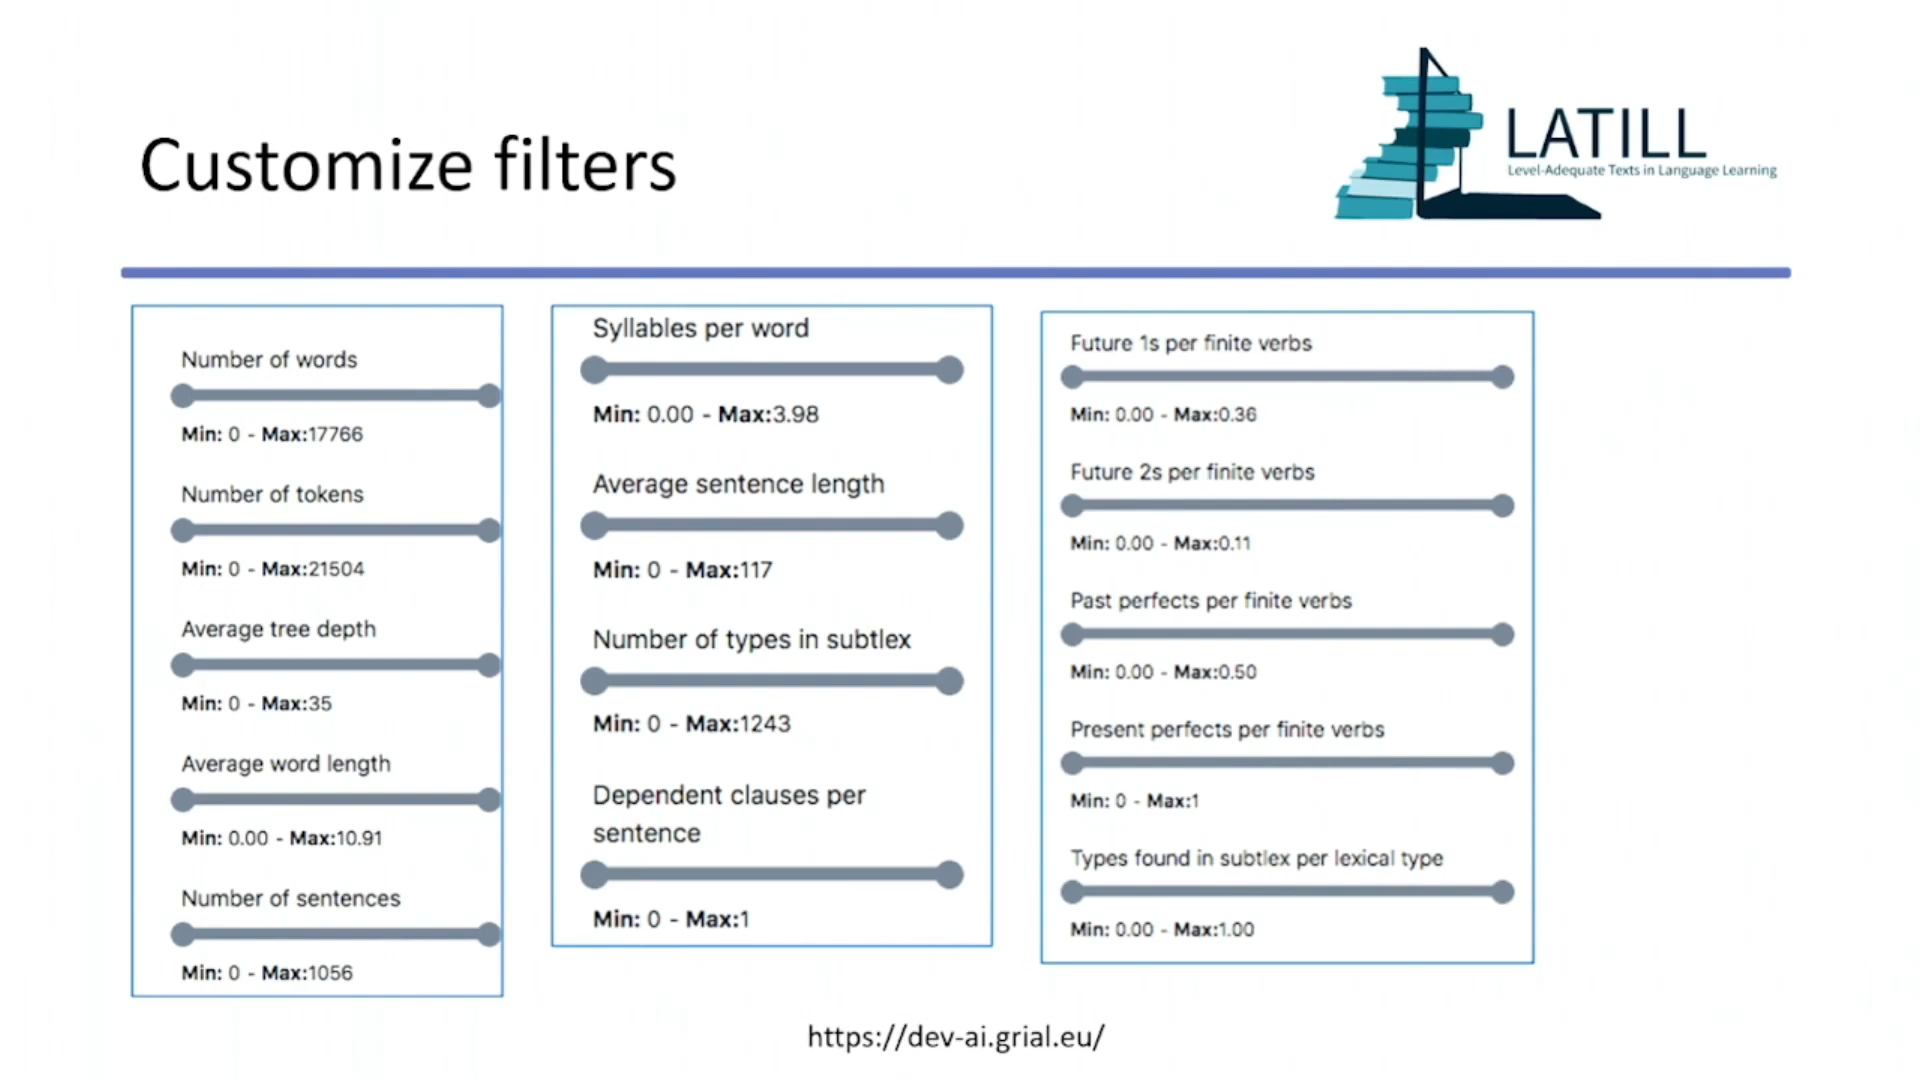 Customize filters
LATILL
Level-Adequate Texts in Language Learning
Number of words
Min: 0 - Max:17766
Number of tokens
Min: 0 - Max:21504
Average tree depth
Min: 0 - Max:35
Average word length
Min: 0.00 - Max:10.91
Number of sentences
Min: 0 - Max:1056
Syllables per word
Min: 0.00 - Max:3.98
Average sentence length
Min: 0 - Max:117
Number of types in subtlex
Min: 0 - Max:1243
Dependent clauses per
sentence
Min: 0 - Max:1
Future 1s per finite verbs
Min: 0.00 - Max:0.36
Future 2s per finite verbs
Min: 0.00 - Max:0.11
Past perfects per finite verbs
Min: 0.00 - Max:0.50
Present perfects per finite verbs
Min: 0 - Max:1
Types found in subtlex per lexical type
Min: 0.00 - Max:1.00
https://dev-ai.grial.eu/